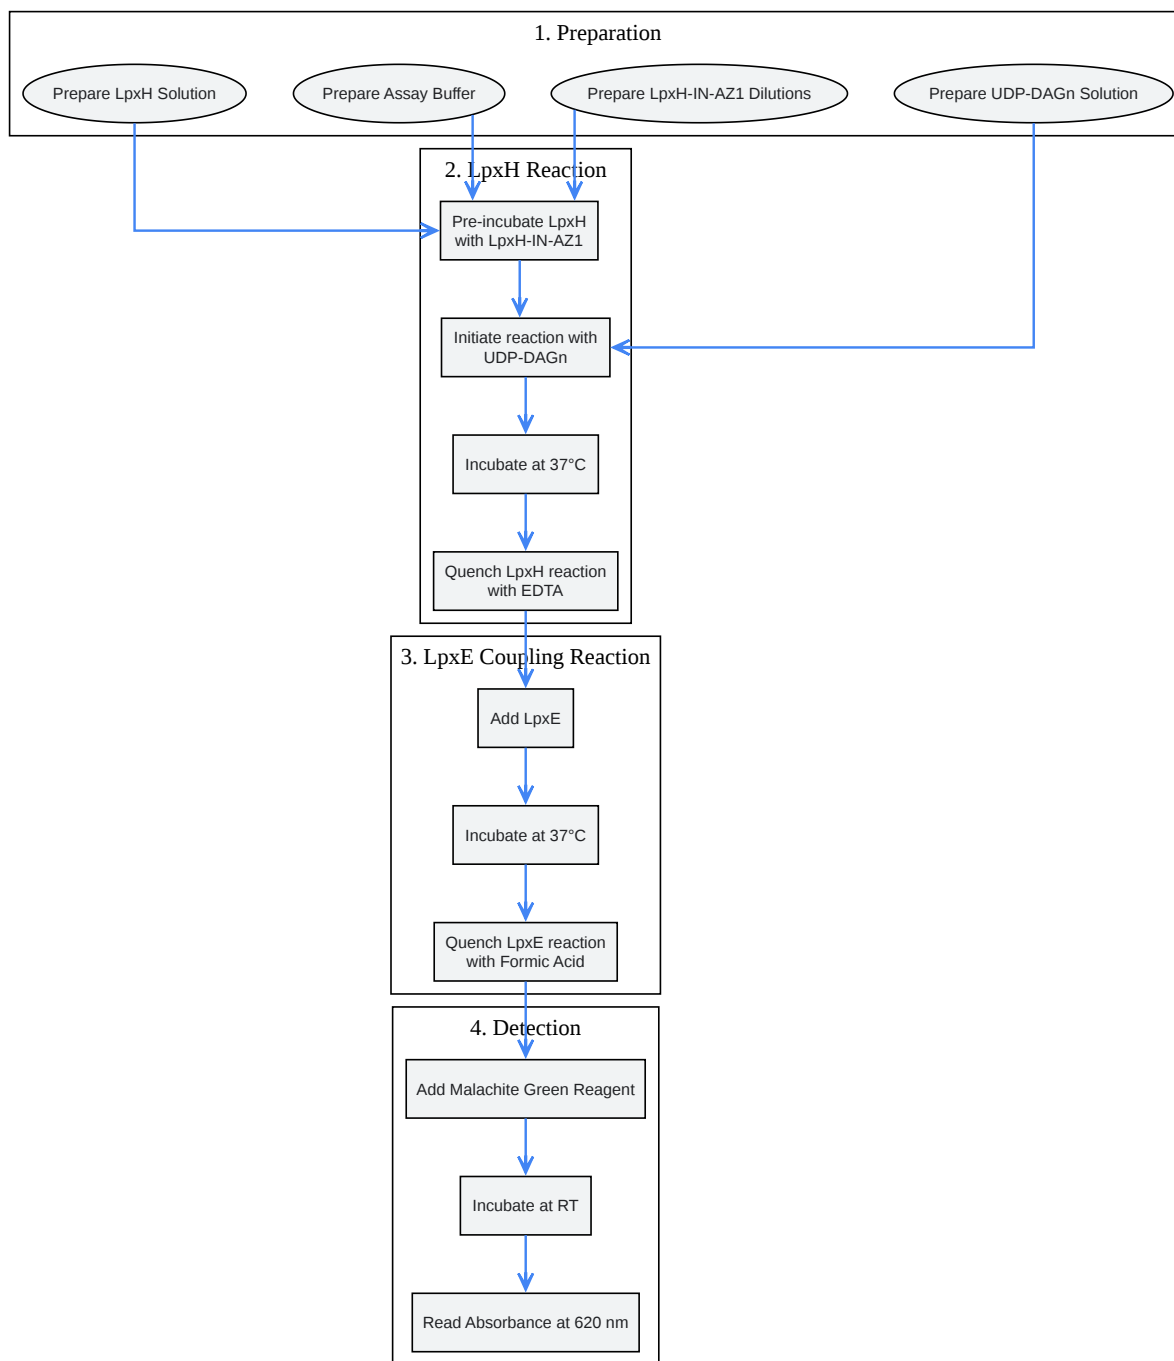 1. Preparation
Prepare LpxH Solution
Prepare Assay Buffer
Prepare LpxH-IN-AZ1 Dilutions
Prepare UDP-DAGn Solution
2. LpxH Reaction
Pre-incubate LpxH
with LpxH-IN-AZ1
Initiate reaction with
UDP-DAGn
Incubate at 37°C
Quench LpxH reaction
with EDTA
3. LpxE Coupling Reaction
Add LpxE
Incubate at 37°C
Quench LpxE reaction
with Formic Acid
4. Detection
Add Malachite Green Reagent
Incubate at RT
Read Absorbance at 620 nm